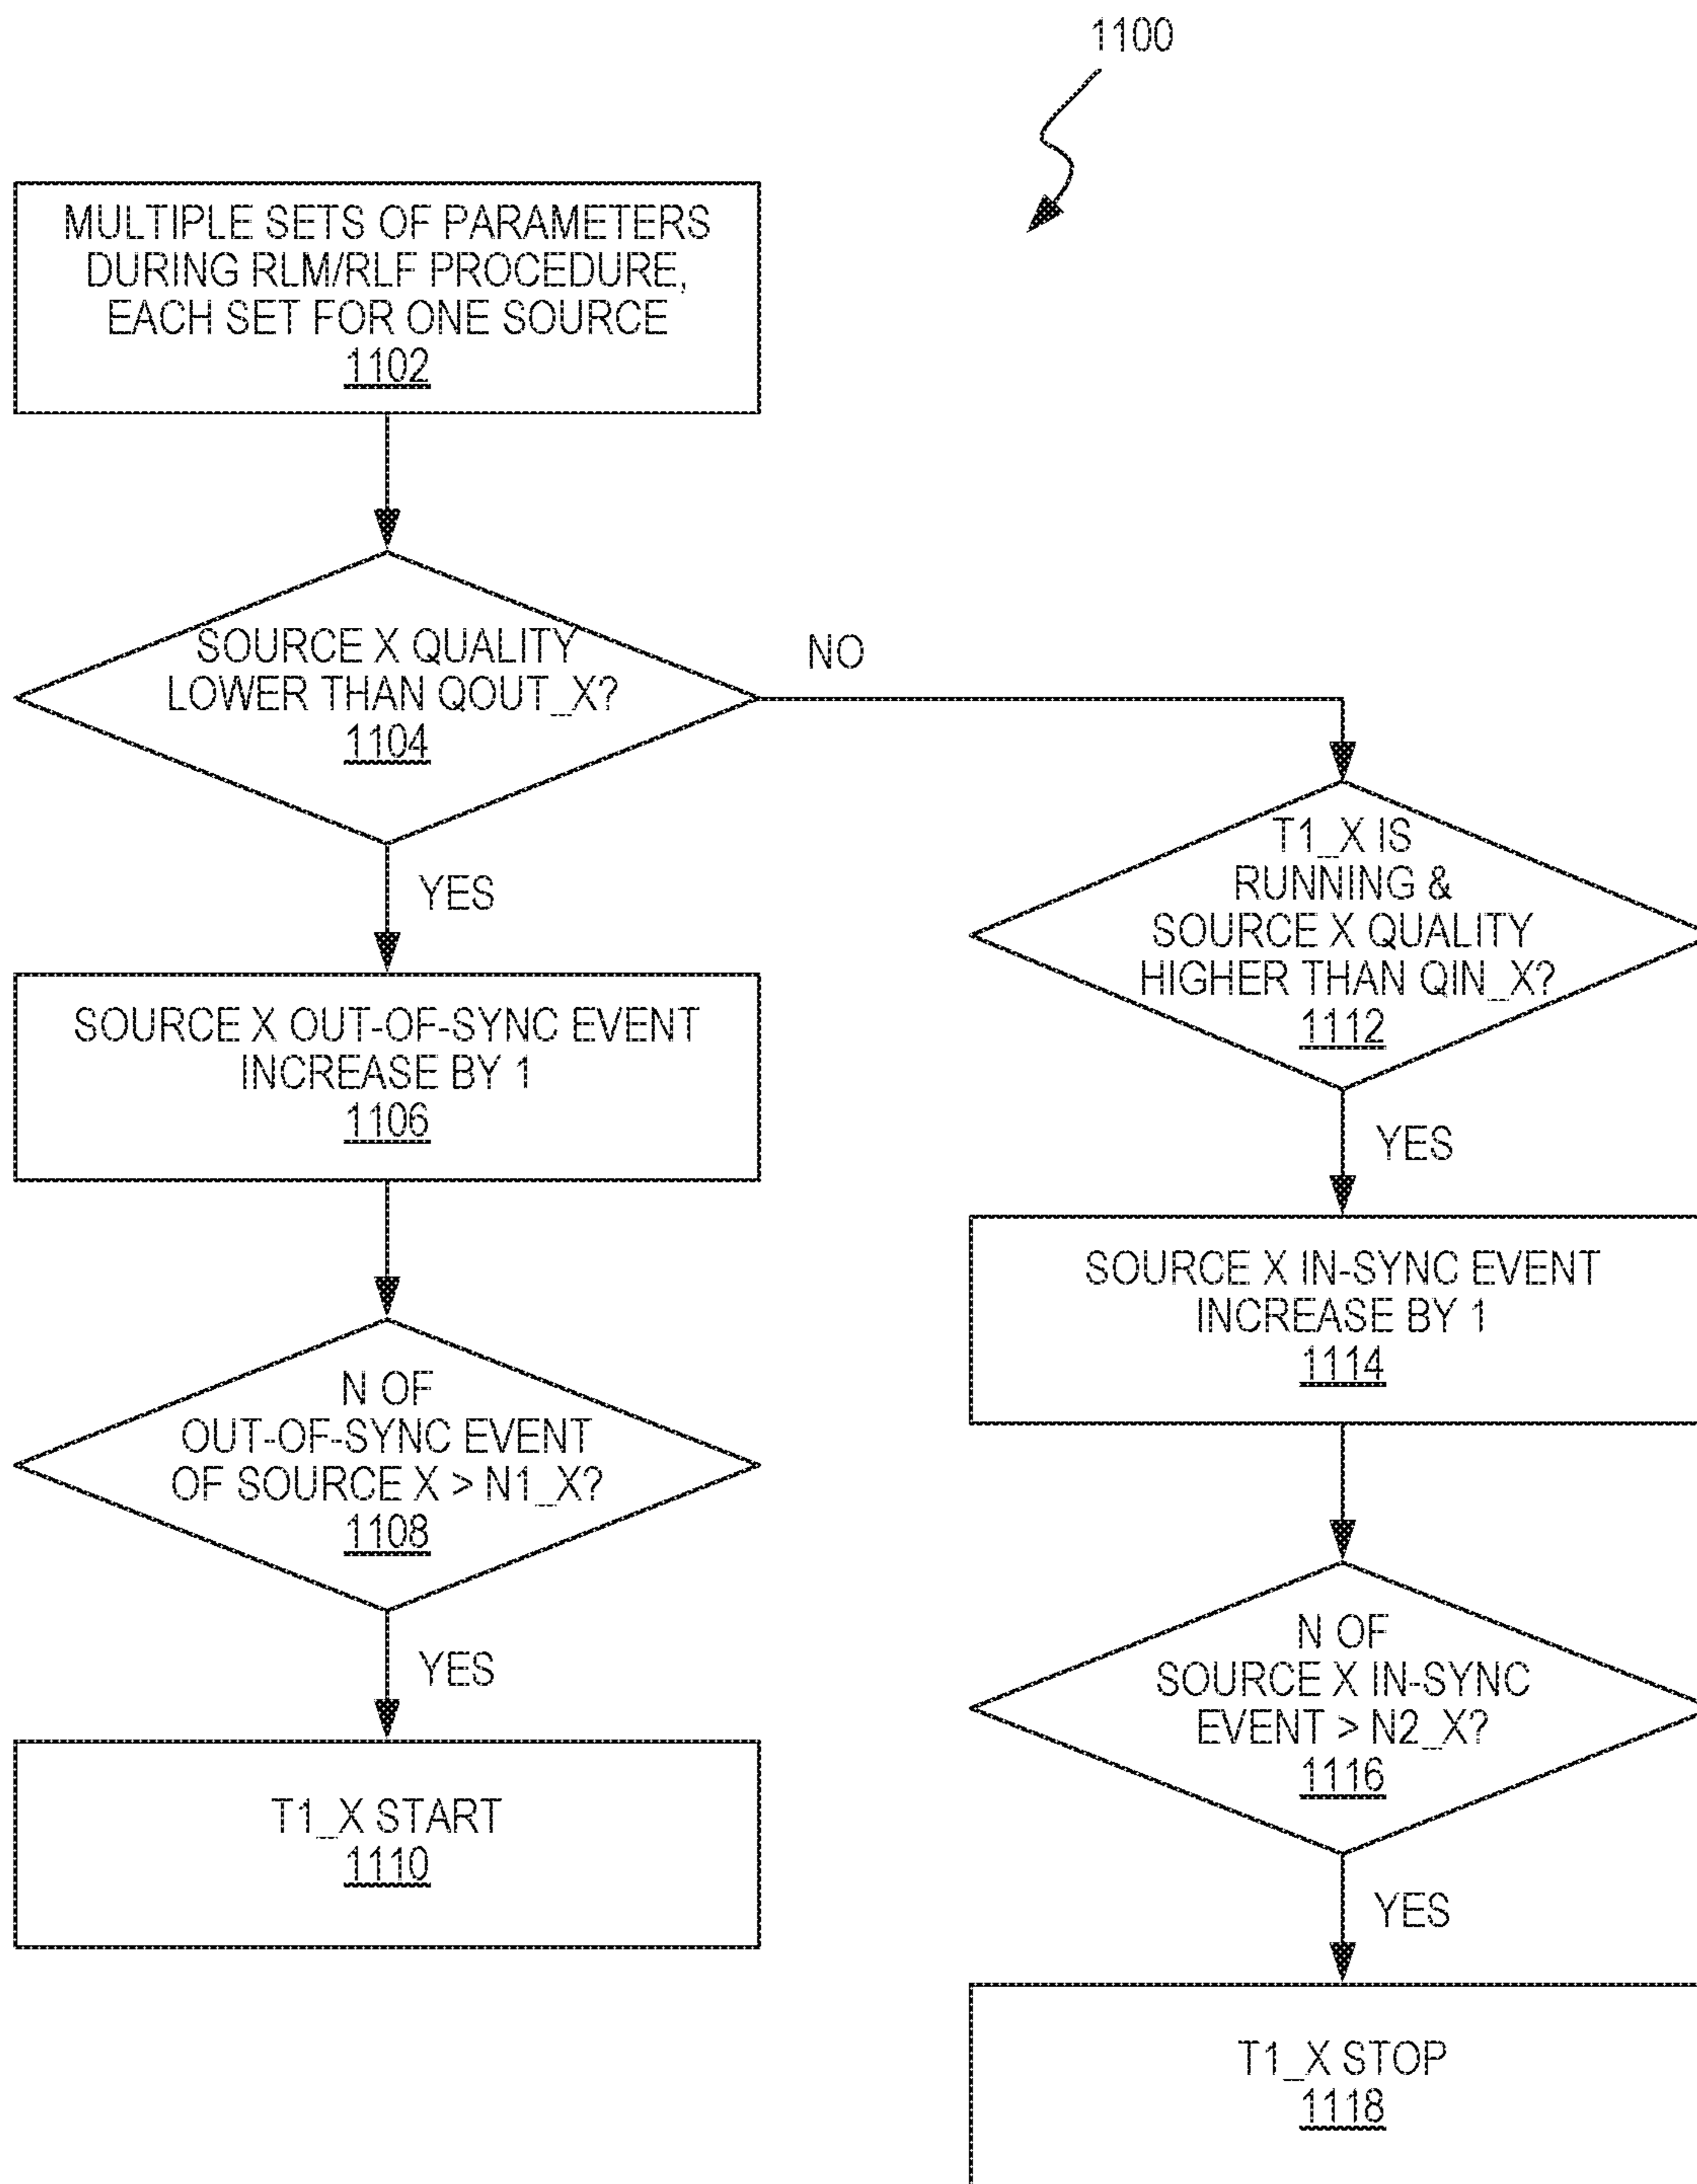 1100
MULTIPLE SETS OF PARAMETERS
DURING RLM/RLF PROCEDURE,
EACH SET FOR ONE SOURCE
1102
SOURCE X QUALITY
LOWER THAN QOUT_X?
1104
NO
YES
T1_X IS
RUNNING &
SOURCE X QUALITY
HIGHER THAN QIN_X?
1112
SOURCE X OUT-OF-SYNC EVENT
INCREASE BY 1
1106
YES
SOURCE X IN-SYNC EVENT
INCREASE BY 1
1114
N OF
OUT-OF-SYNC EVENT
OF SOURCE X > N1_X?
1108
YES
N OF
SOURCE X IN-SYNC
EVENT > N2_X?
1116
T1_X START
1110
YES
T1_X STOP
1118